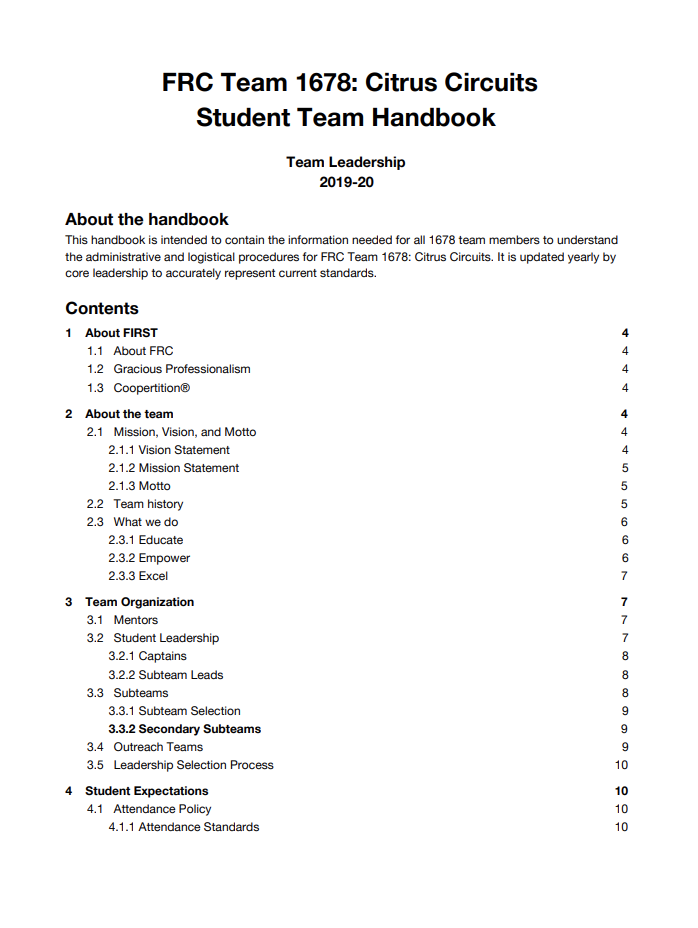 FRC Team 1678: Citrus Circuits
Student Team Handbook
Team Leadership
2019-20
About the handbook
This handbook is intended to contain the information needed for all 1678 team members to understand
the administrative and logistical procedures for FRC Team 1678: Citrus Circuits. It is updated yearly by
core leadership to accurately represent current standards.
Contents
1 About FIRST 4
1.1 About FRC 4
1.2 Gracious Professionalism 4
1.3 Coopertition® 4
2 About the team 4
2.1 Mission, Vision, and Motto 4
2.1.1 Vision Statement 4
2.1.2 Mission Statement 5
2.1.3 Motto 5
2.2 Team history 5
2.3 What we do 6
2.3.1 Educate 6
2.3.2 Empower 6
2.3.3 Excel 7
3 Team Organization 7
3.1 Mentors 7
3.2 Student Leadership 7
3.2.1 Captains 8
3.2.2 Subteam Leads 8
3.3 Subteams 8
3.3.1 Subteam Selection 9
3.3.2 Secondary Subteams 9
3.4 Outreach Teams 9
3.5 Leadership Selection Process 10
4 Student Expectations 10
4.1 Attendance Policy 10
4.1.1 Attendance Standards 10